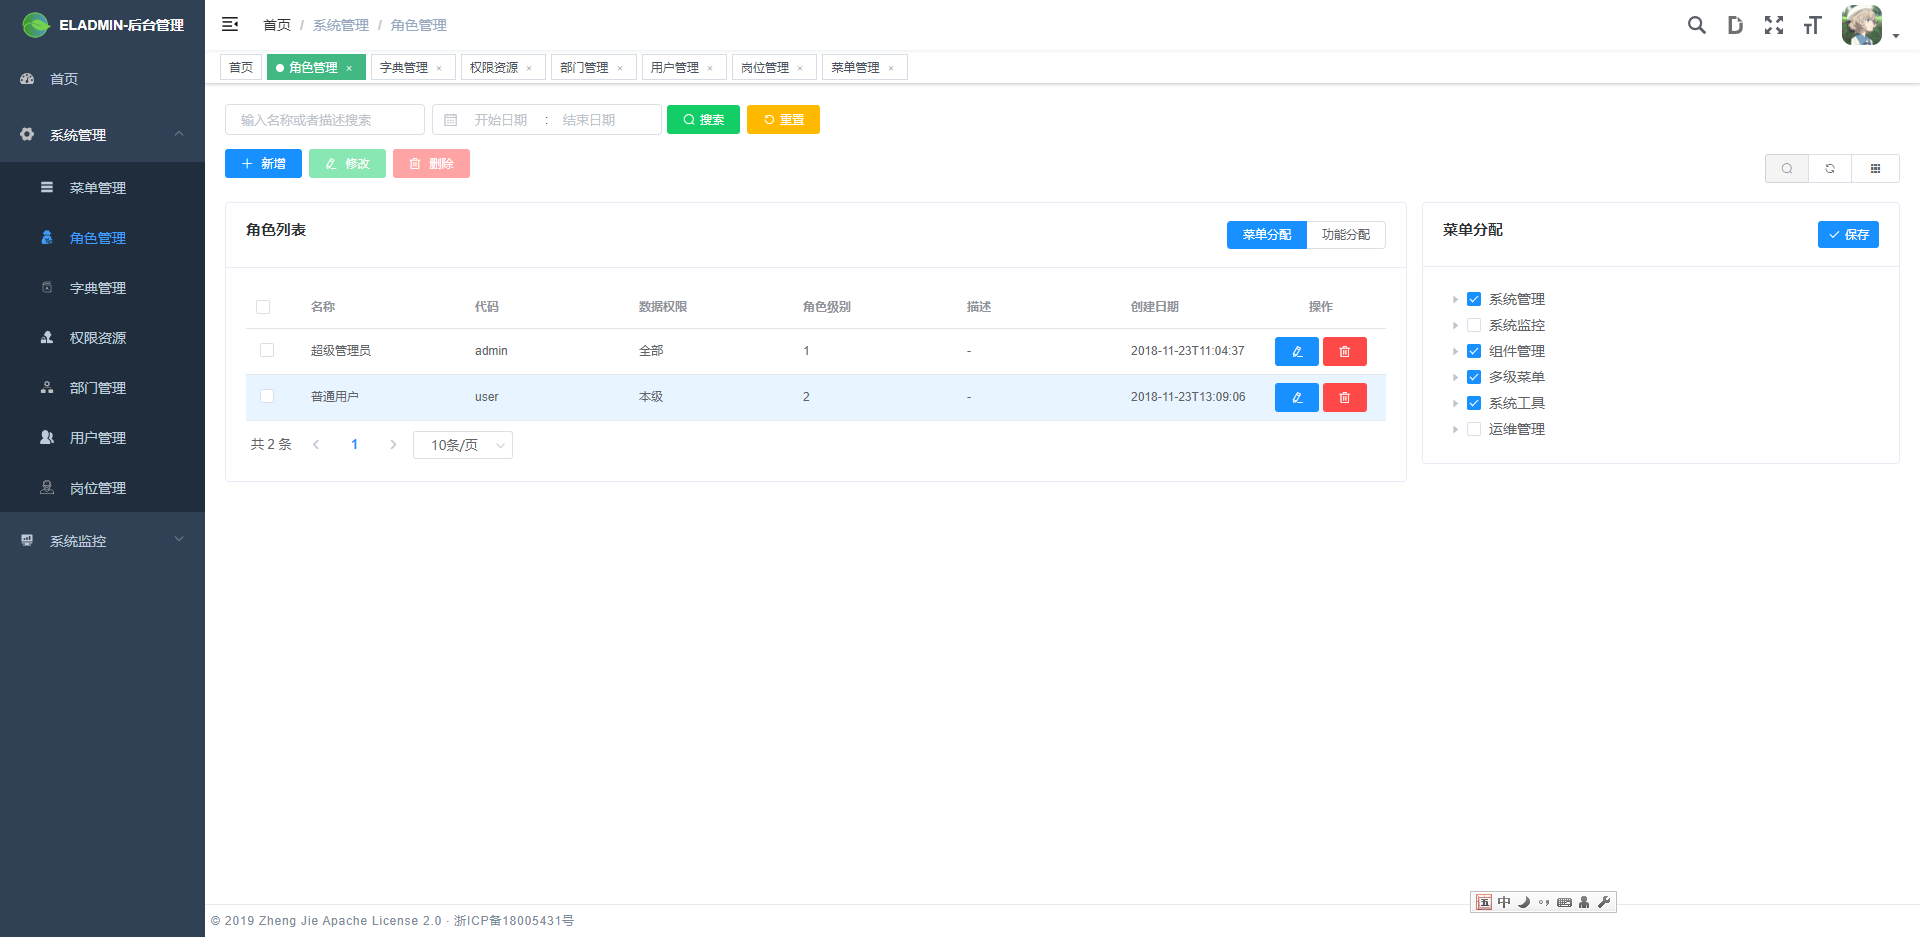 ELADMIN-后台管理
首页
系统管理
菜单管理
角色管理
字典管理
权限资源
部门管理
用户管理
岗位管理
系统监控
首页 / 系统管理 / 角色管理
首页 角色管理 × 字典管理 × 权限资源 × 部门管理 × 用户管理 × 岗位管理 × 菜单管理 ×
输入名称或者描述搜索 开始日期 : 结束日期 搜索 重置
新增 修改 删除
角色列表 菜单分配 功能分配
名称 代码 数据权限 角色级别 描述 创建日期 操作
超级管理员 admin 全部 1 - 2018-11-23T11:04:37
普通用户 user 本级 2 - 2018-11-23T13:09:06
共 2 条 1 10条/页
菜单分配 保存
系统管理
系统监控
组件管理
多级菜单
系统工具
运维管理
五 中
© 2019 Zheng Jie Apache License 2.0 · 浙ICP备18005431号